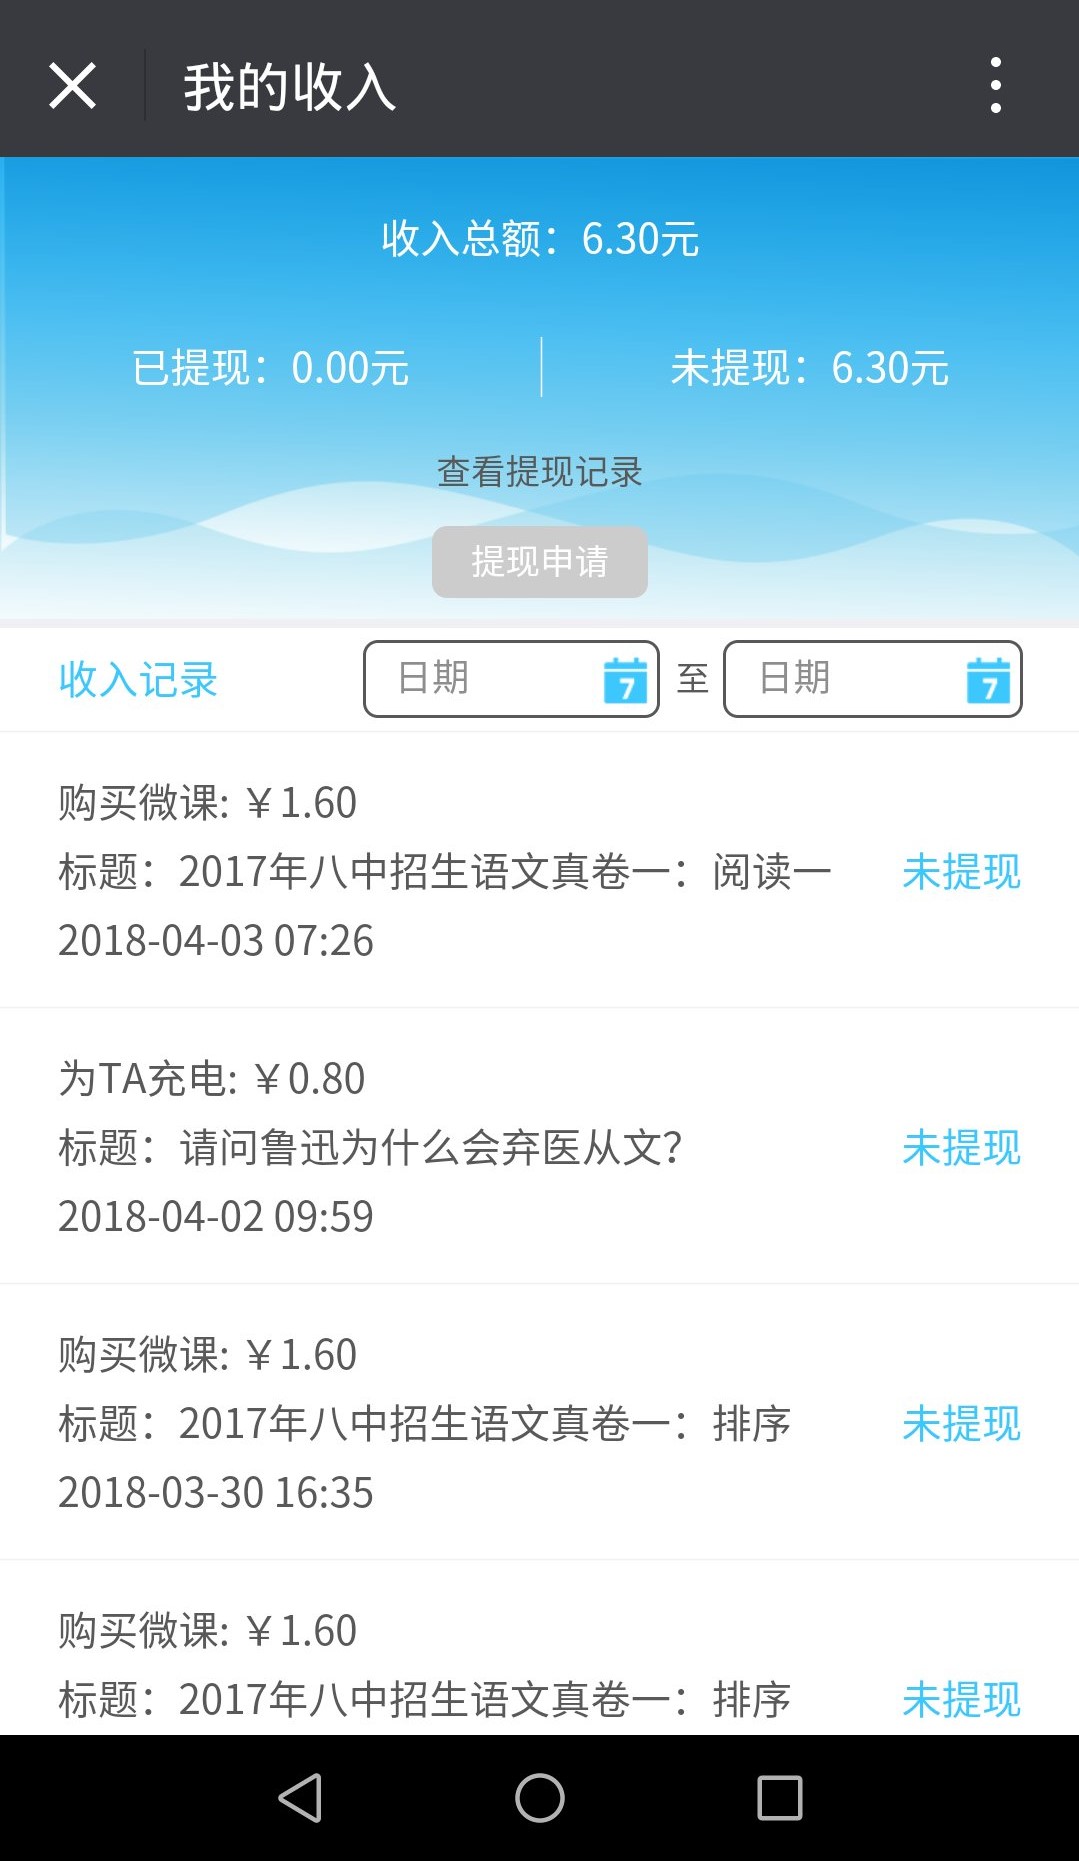 我的收入
收入总额：6.30元
已提现：0.00元
未提现：6.30元
查看提现记录
提现申请
收入记录
日期
7
至
日期
7
购买微课: ￥1.60
标题：2017年八中招生语文真卷一：阅读一
未提现
2018-04-03 07:26
为TA充电: ￥0.80
标题：请问鲁迅为什么会弃医从文?
未提现
2018-04-02 09:59
购买微课: ￥1.60
标题：2017年八中招生语文真卷一：排序
未提现
2018-03-30 16:35
购买微课: ￥1.60
标题：2017年八中招生语文真卷一：排序
未提现